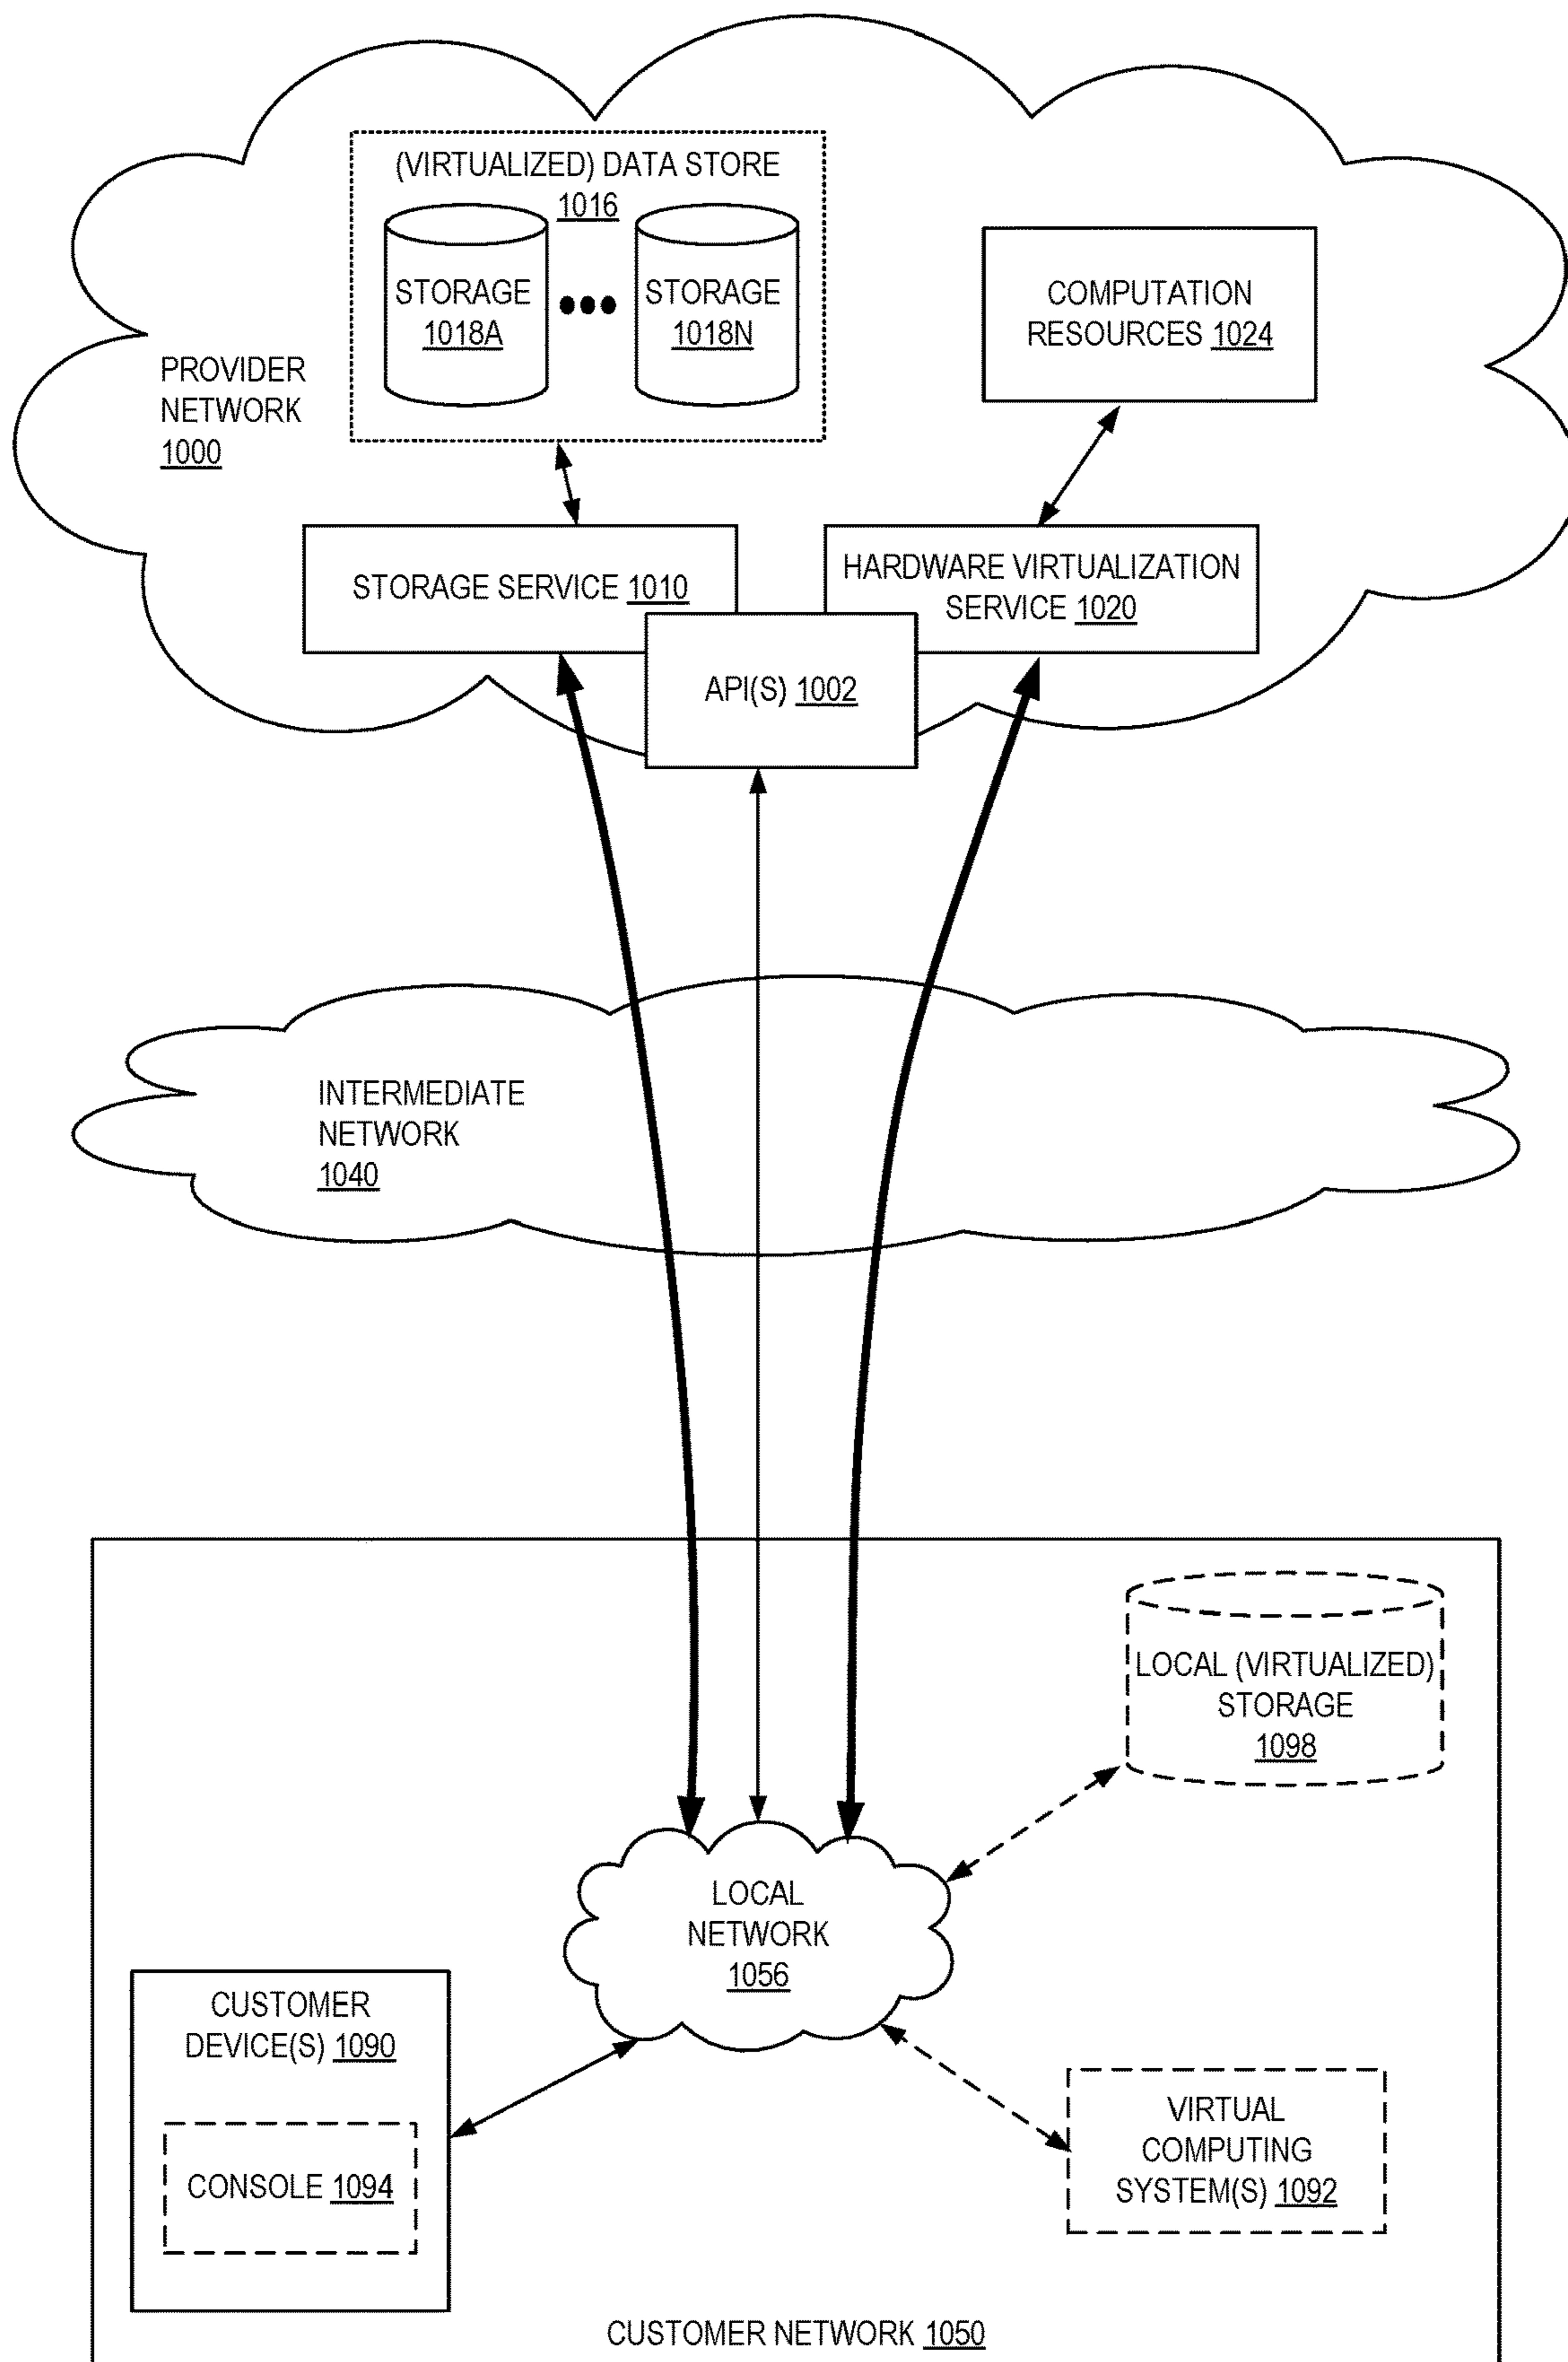 (VIRTUALIZED) DATA STORE
1016
STORAGE
1018A
STORAGE
1018N
COMPUTATION
RESOURCES 1024
PROVIDER
NETWORK
1000
STORAGE SERVICE 1010
HARDWARE VIRTUALIZATION
SERVICE 1020
API(S) 1002
INTERMEDIATE
NETWORK
1040
LOCAL (VIRTUALIZED)
STORAGE
1098
LOCAL
NETWORK
1056
CUSTOMER
DEVICE(S) 1090
CONSOLE 1094
VIRTUAL
COMPUTING
SYSTEM(S) 1092
CUSTOMER NETWORK 1050